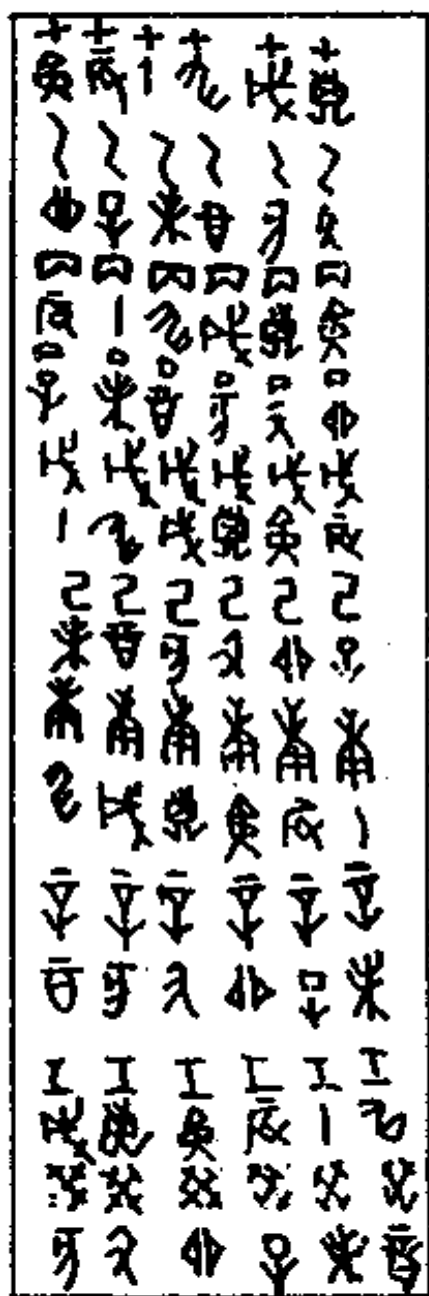 甲子乙丑丙寅丁卯戊辰己巳庚午辛未壬申癸酉
甲戌乙亥丙子丁丑戊寅己卯庚辰辛巳壬午癸未
甲申乙酉丙戌丁亥戊子己丑庚寅辛卯壬辰癸巳
甲午乙未丙申丁酉戊戌己亥庚子辛丑壬寅癸卯
甲辰乙巳丙午丁未戊申己酉庚戌辛亥壬子癸丑
甲寅乙卯丙辰丁巳戊午己未庚申辛酉壬戌癸亥